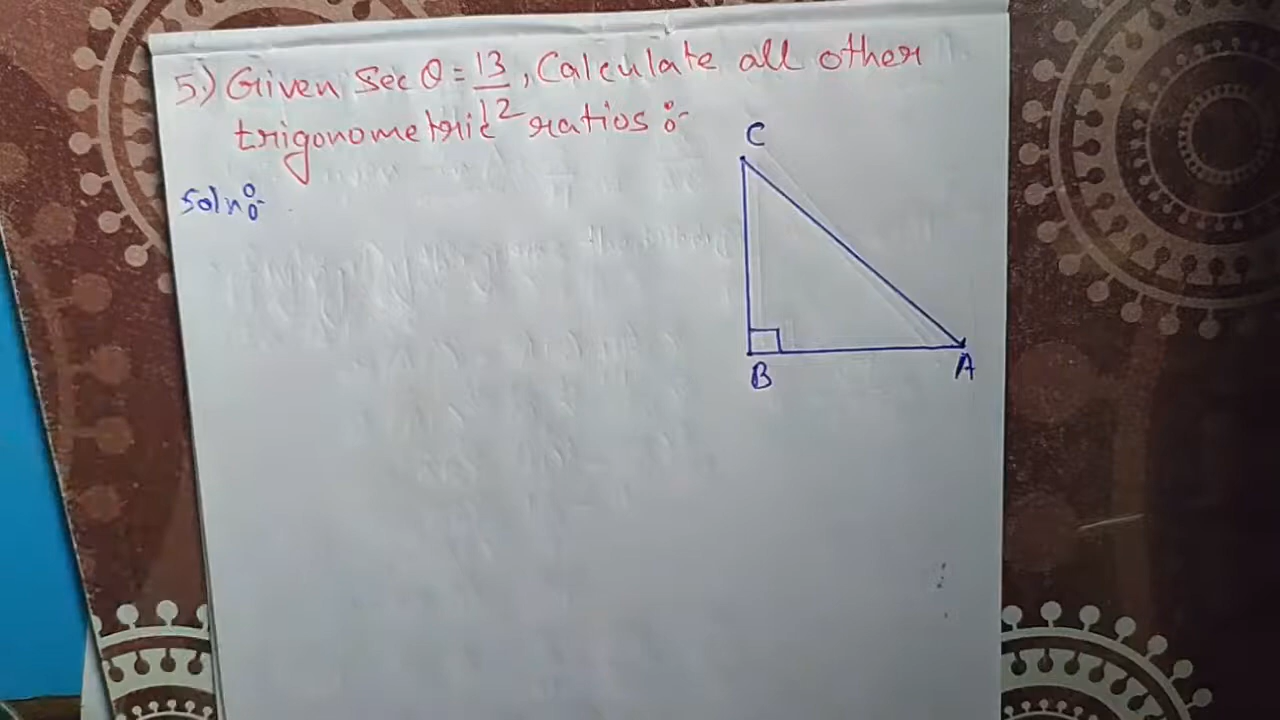 5.) Given Sec θ = 13/12, Calculate all other
trigonometric ratios :-
Soln :-
C
B
A